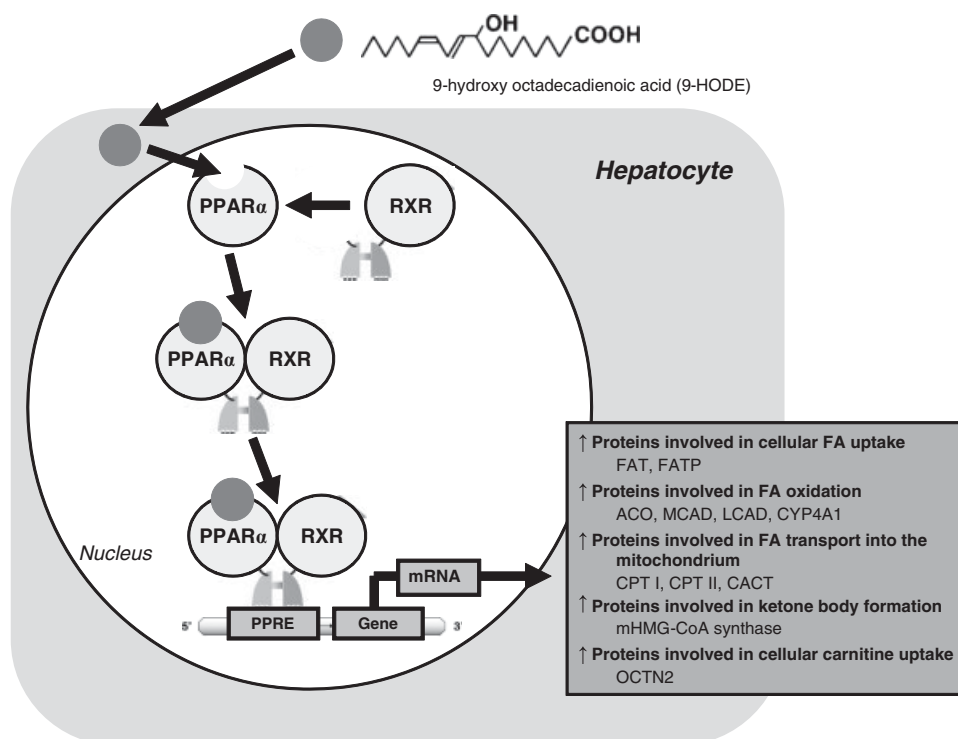 OH
COOH
9-hydroxy octadecadienoic acid (9-HODE)
Hepatocyte
PPARα
RXR
PPARα
RXR
PPARα
RXR
Nucleus
mRNA
5'
PPRE
Gene
3'
↑ Proteins involved in cellular FA uptake
FAT, FATP
↑ Proteins involved in FA oxidation
ACO, MCAD, LCAD, CYP4A1
↑ Proteins involved in FA transport into the
mitochondrium
CPT I, CPT II, CACT
↑ Proteins involved in ketone body formation
mHMG-CoA synthase
↑ Proteins involved in cellular carnitine uptake
OCTN2